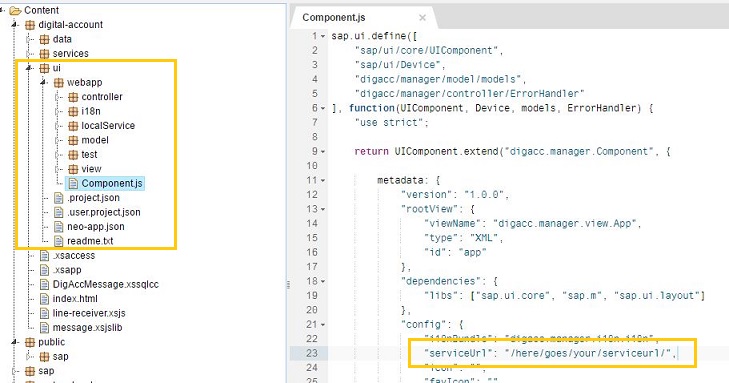 Content
digital-account
data
services
ui
webapp
controller
i18n
localService
model
test
view
Component.js
.project.json
.user.project.json
neo-app.json
readme.txt
.xsaccess
.xsapp
DigAccMessage.xssqlcc
index.html
line-receiver.xsjs
message.xsjslib
public
sap
sap
Component.js
1 sap.ui.define([
2 "sap/ui/core/UIComponent",
3 "sap/ui/Device",
4 "digacc/manager/model/models",
5 "digacc/manager/controller/ErrorHandler"
6 ], function(UIComponent, Device, models, ErrorHandler) {
7 "use strict";
8
9 return UIComponent.extend("digacc.manager.Component", {
10
11 metadata: {
12 "version": "1.0.0",
13 "rootView": {
14 "viewName": "digacc.manager.view.App",
15 "type": "XML",
16 "id": "app"
17 },
18 "dependencies": {
19 "libs": ["sap.ui.core", "sap.m", "sap.ui.layout"]
20 },
21 "config": {
22 "i18nBundle": "digacc.manager.i18n.i18n",
23 "serviceUrl": "/here/goes/your/serviceurl/",
24 "icon": "",
25 "favIcon": "",